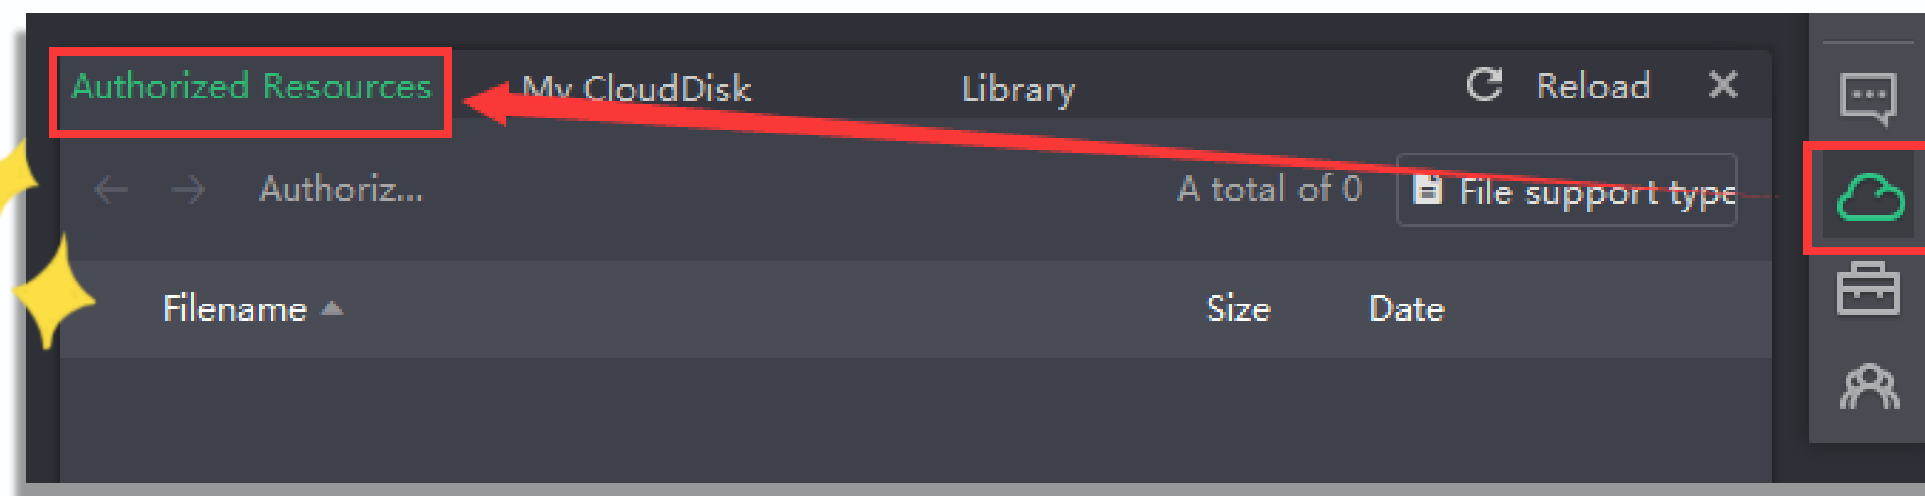 Authorized Resources My CloudDisk Library Reload
Authoriz... A total of 0 File support type
Filename Size Date